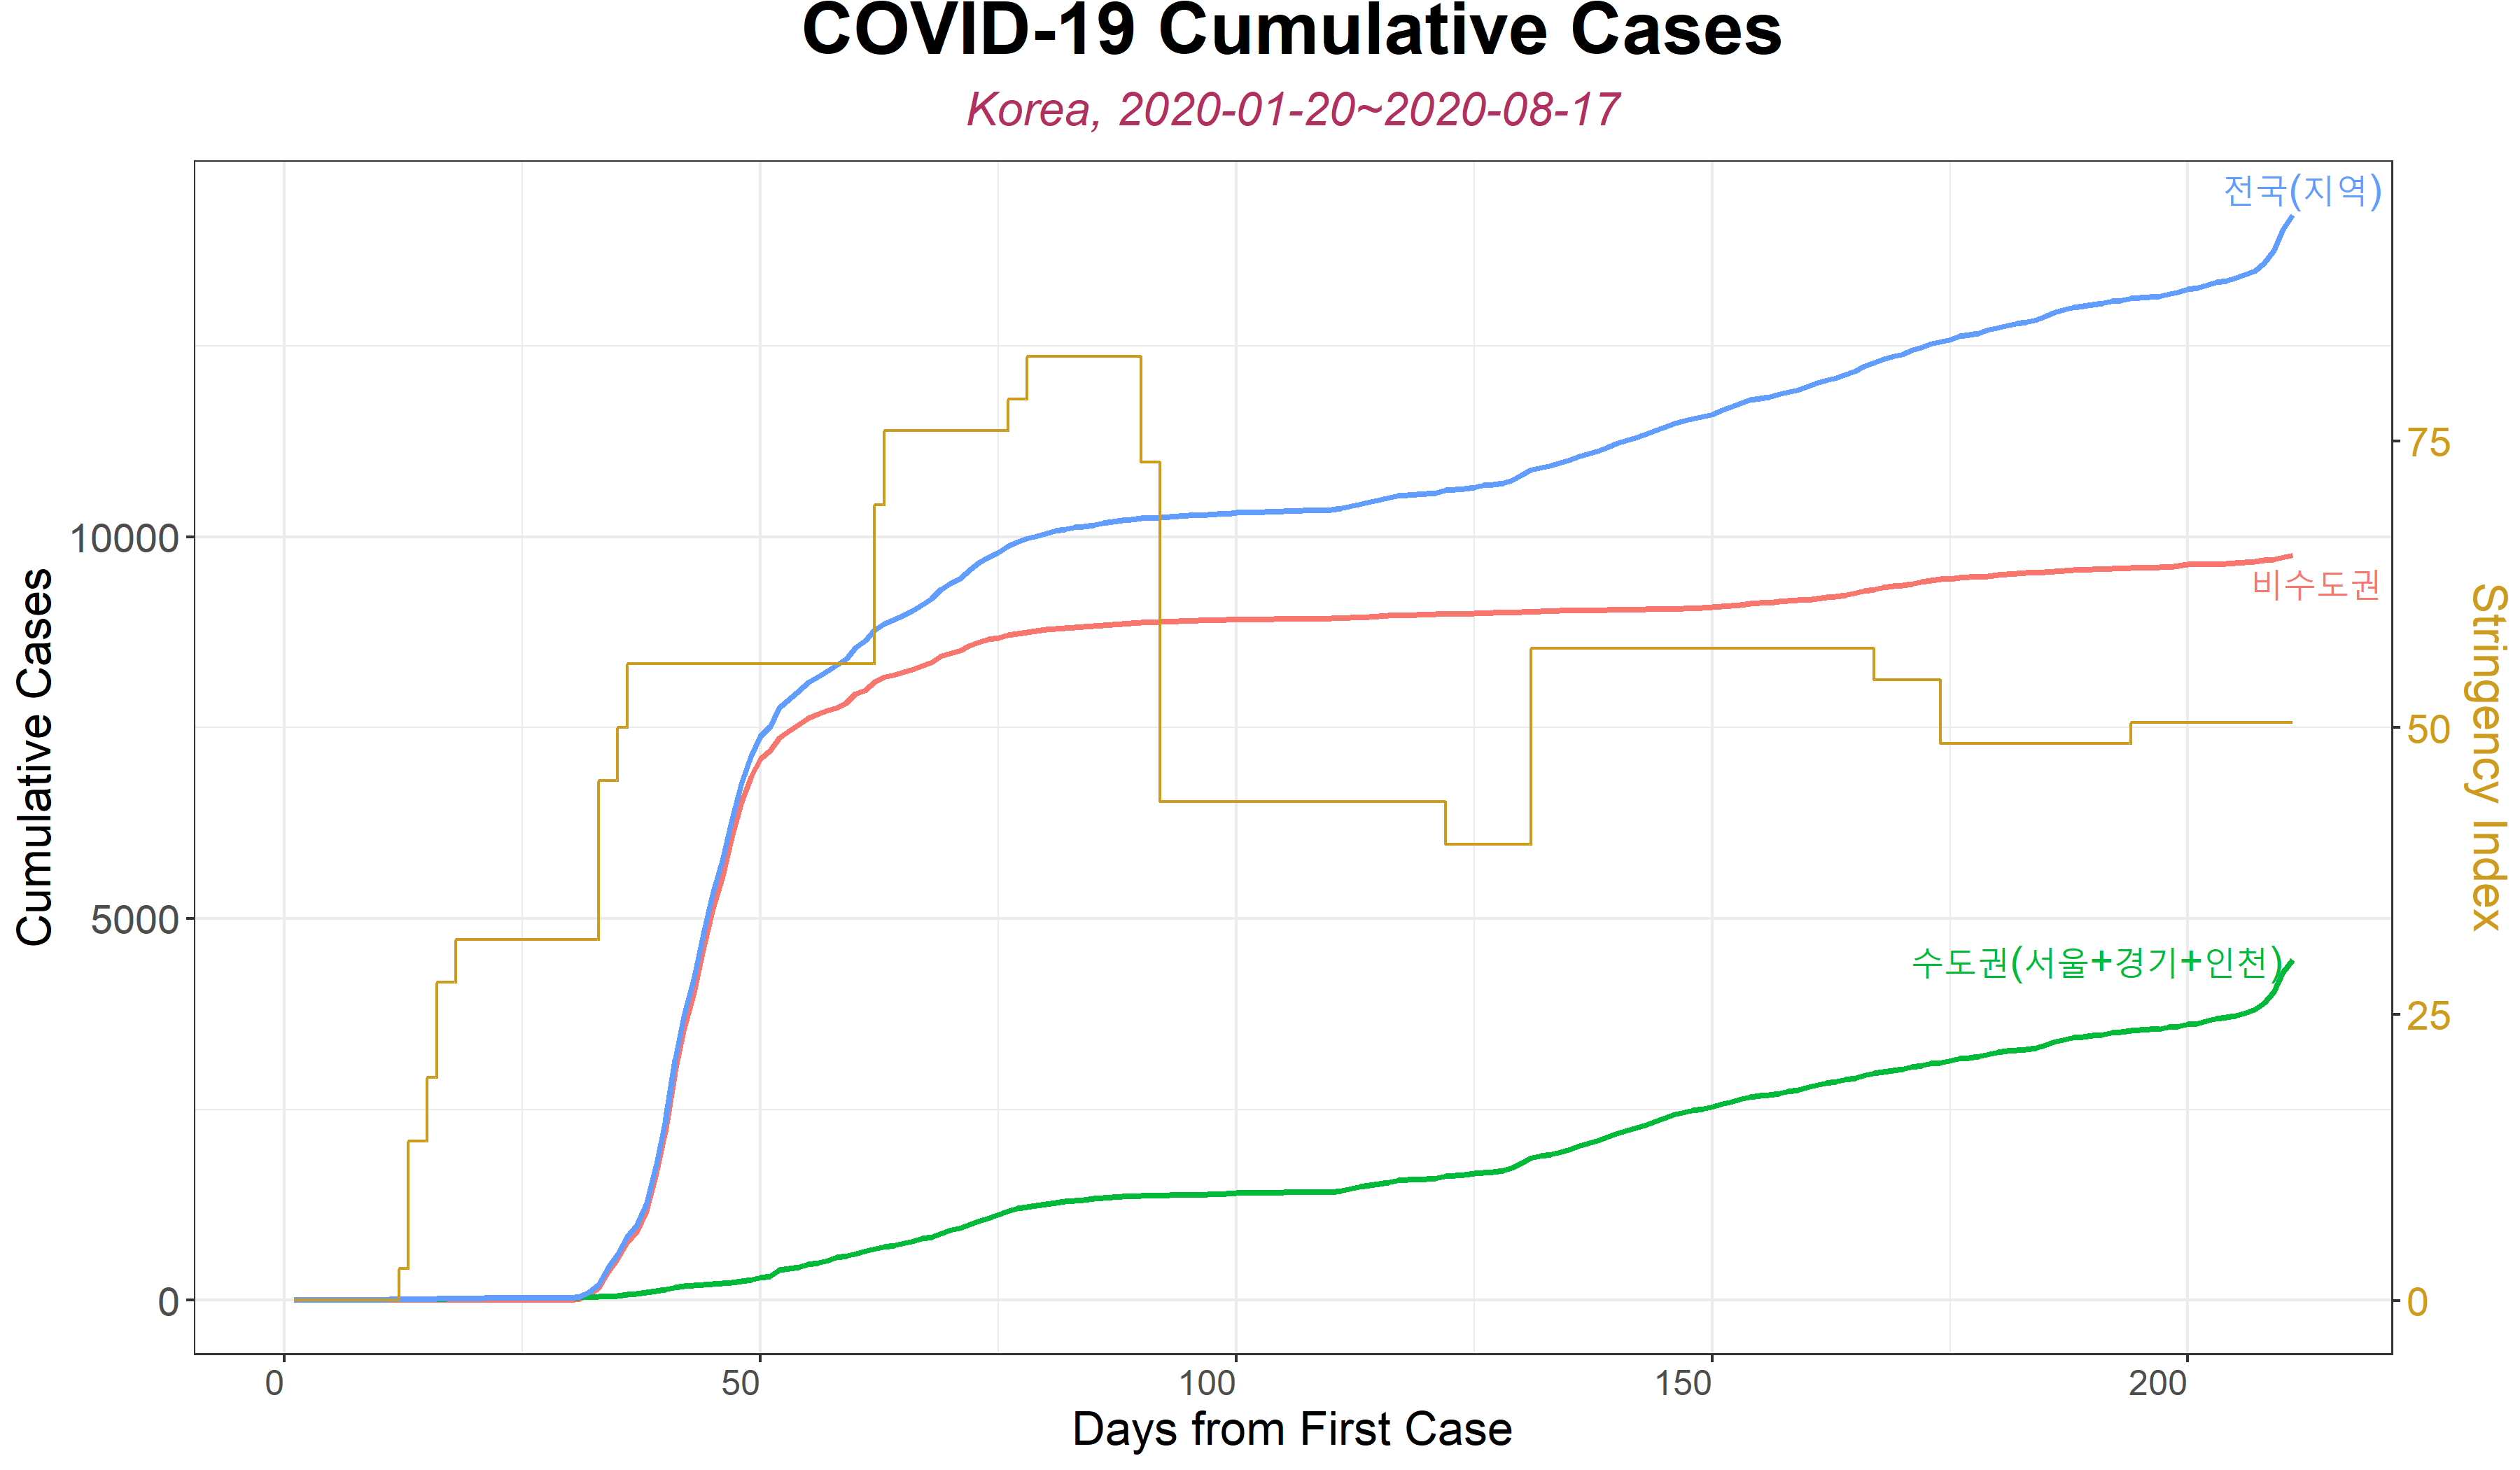 COVID-19 Cumulative Cases
Korea, 2020-01-20~2020-08-17
전국(지역)
비수도권
수도권(서울+경기+인천)
Cumulative Cases
10000
5000
0
Stringency Index
75
50
25
0
0 50 100 150 200
Days from First Case